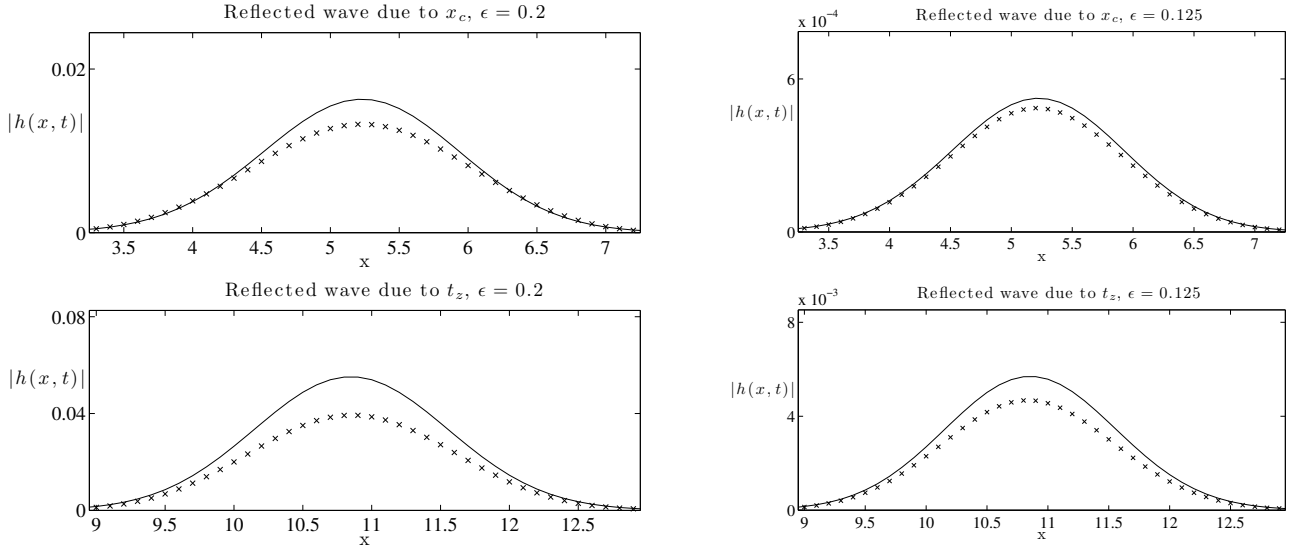 Reflected wave due to x_c, ϵ = 0.2
0.02
|h(x, t)|
0
3.5 4 4.5 5 5.5 6 6.5 7
x
x 10⁻⁴
Reflected wave due to x_c, ϵ = 0.125
6
|h(x, t)|
0
3.5 4 4.5 5 5.5 6 6.5 7
x
Reflected wave due to t_z, ϵ = 0.2
0.08
|h(x, t)|
0.04
0
9 9.5 10 10.5 11 11.5 12 12.5
x
x 10⁻³
Reflected wave due to t_z, ϵ = 0.125
8
|h(x, t)|
4
0
9 9.5 10 10.5 11 11.5 12 12.5
x